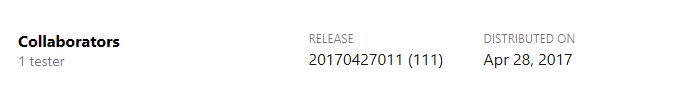 Collaborators
1 tester
RELEASE
20170427011 (111)
DISTRIBUTED ON
Apr 28, 2017